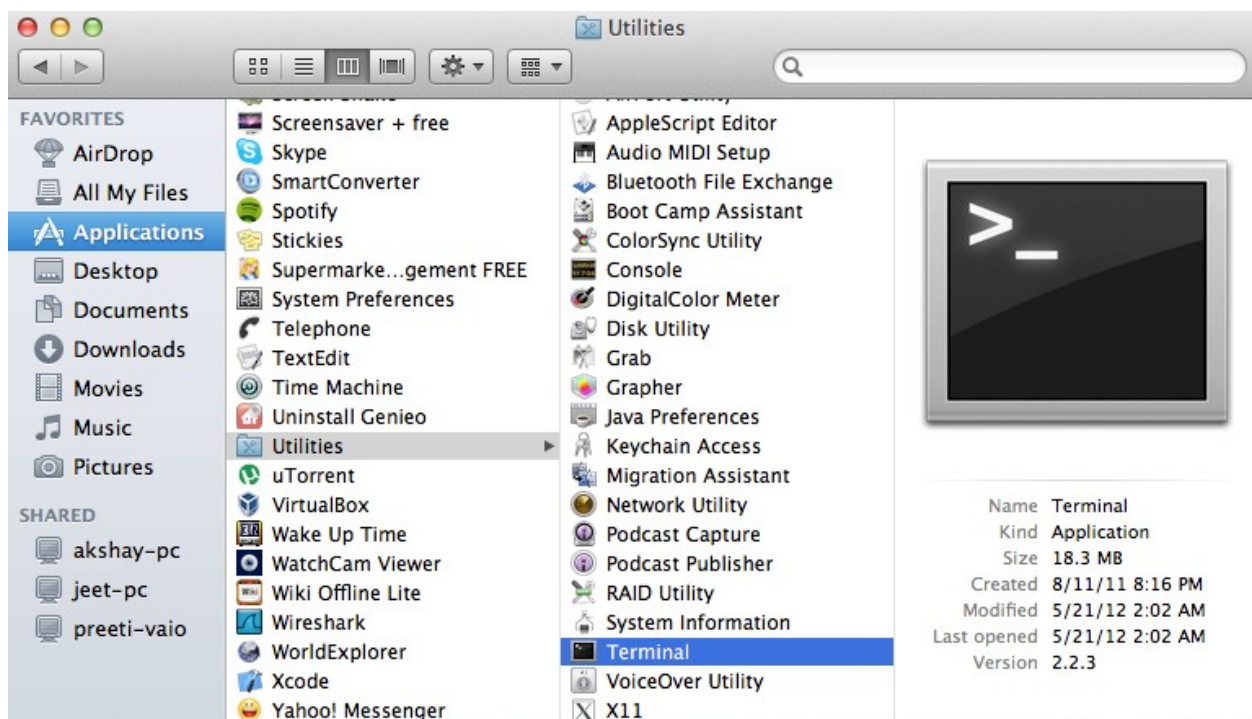 Utilities
FAVORITES
AirDrop
All My Files
Applications
Desktop
Documents
Downloads
Movies
Music
Pictures
SHARED
akshay-pc
jeet-pc
preeti-vaio
Screensaver + free
Skype
SmartConverter
Spotify
Stickies
Supermarke...gement FREE
System Preferences
Telephone
TextEdit
Time Machine
Uninstall Genieo
Utilities
uTorrent
VirtualBox
Wake Up Time
WatchCam Viewer
Wiki Offline Lite
Wireshark
WorldExplorer
Xcode
Yahoo! Messenger
AppleScript Editor
Audio MIDI Setup
Bluetooth File Exchange
Boot Camp Assistant
ColorSync Utility
Console
DigitalColor Meter
Disk Utility
Grab
Grapher
Java Preferences
Keychain Access
Migration Assistant
Network Utility
Podcast Capture
Podcast Publisher
RAID Utility
System Information
Terminal
VoiceOver Utility
X11
>_
Name Terminal
Kind Application
Size 18.3 MB
Created 8/11/11 8:16 PM
Modified 5/21/12 2:02 AM
Last opened 5/21/12 2:02 AM
Version 2.2.3